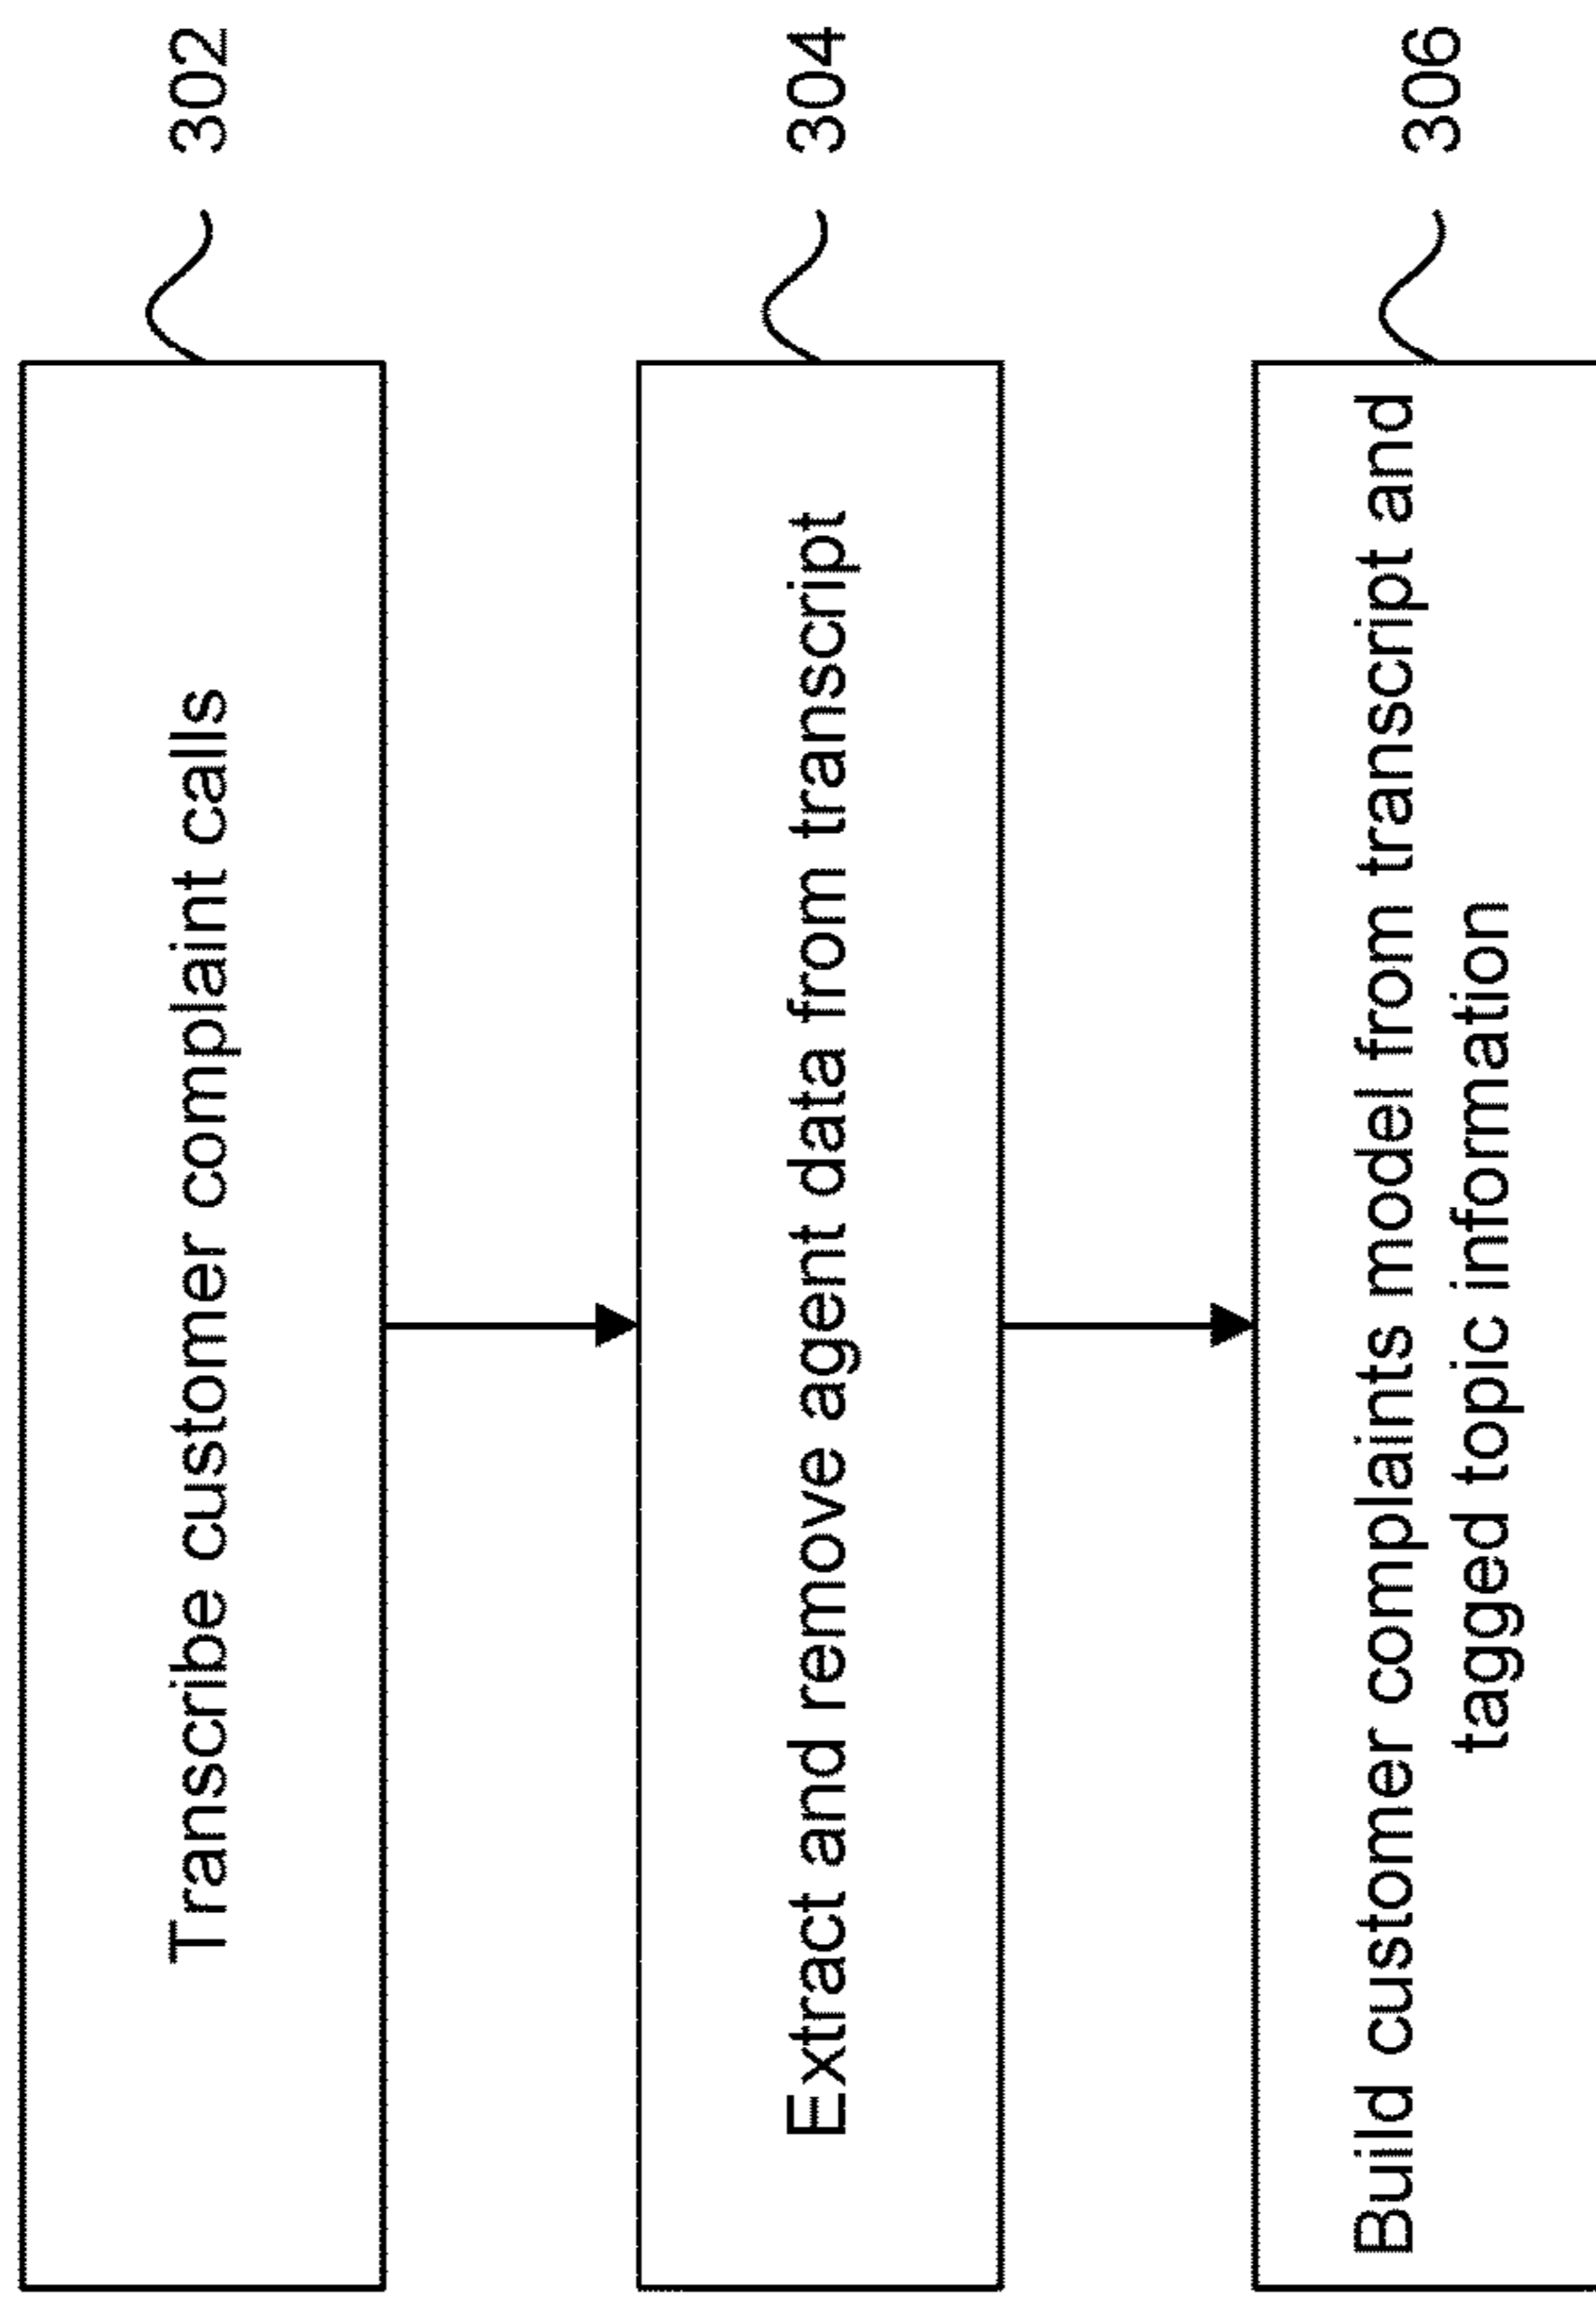 Transcribe customer complaint calls
302
Extract and remove agent data from transcript
304
Build customer complaints model from transcript and
tagged topic information
306